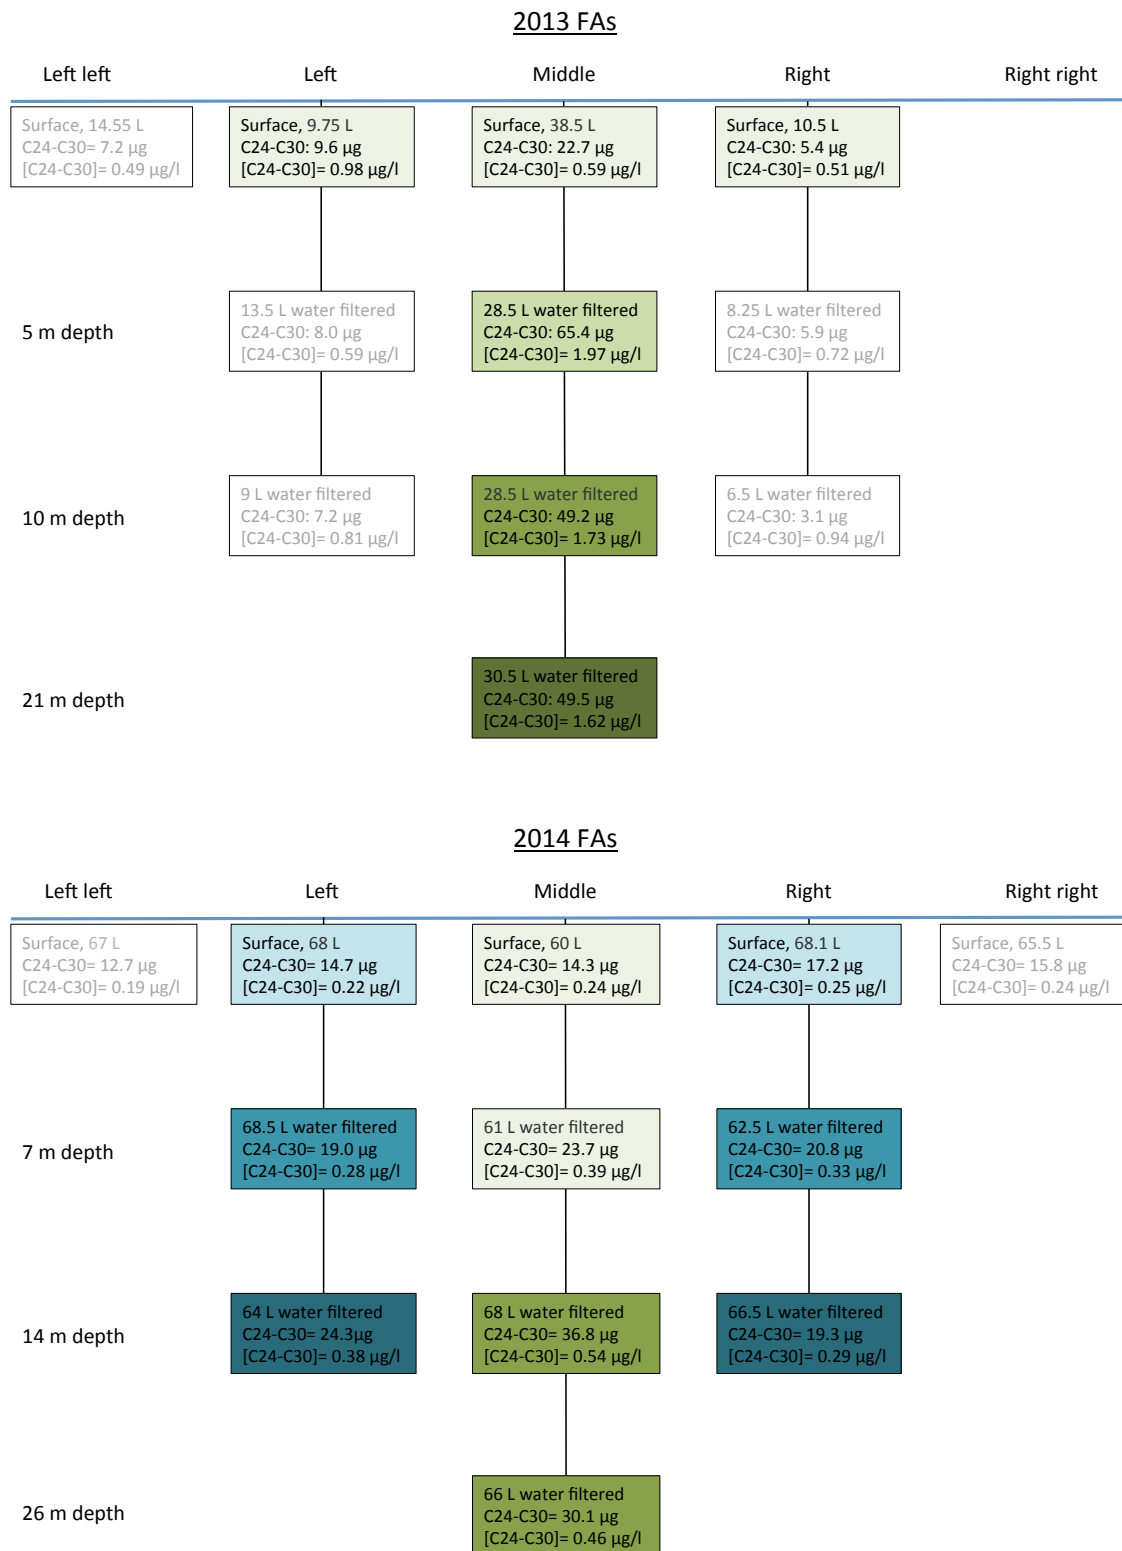 2013 FAs
Left left
Left
Middle
Right
Right right
Surface, 14.55 L
C24-C30= 7.2 µg
[C24-C30]= 0.49 µg/l
Surface, 9.75 L
C24-C30: 9.6 µg
[C24-C30]= 0.98 µg/l
Surface, 38.5 L
C24-C30: 22.7 µg
[C24-C30]= 0.59 µg/l
Surface, 10.5 L
C24-C30: 5.4 µg
[C24-C30]= 0.51 µg/l
5 m depth
13.5 L water filtered
C24-C30: 8.0 µg
[C24-C30]= 0.59 µg/l
28.5 L water filtered
C24-C30: 65.4 µg
[C24-C30]= 1.97 µg/l
8.25 L water filtered
C24-C30: 5.9 µg
[C24-C30]= 0.72 µg/l
10 m depth
9 L water filtered
C24-C30: 7.2 µg
[C24-C30]= 0.81 µg/l
28.5 L water filtered
C24-C30: 49.2 µg
[C24-C30]= 1.73 µg/l
6.5 L water filtered
C24-C30: 3.1 µg
[C24-C30]= 0.94 µg/l
21 m depth
30.5 L water filtered
C24-C30: 49.5 µg
[C24-C30]= 1.62 µg/l
2014 FAs
Left left
Left
Middle
Right
Right right
Surface, 67 L
C24-C30= 12.7 µg
[C24-C30]= 0.19 µg/l
Surface, 68 L
C24-C30= 14.7 µg
[C24-C30]= 0.22 µg/l
Surface, 60 L
C24-C30= 14.3 µg
[C24-C30]= 0.24 µg/l
Surface, 68.1 L
C24-C30= 17.2 µg
[C24-C30]= 0.25 µg/l
Surface, 65.5 L
C24-C30= 15.8 µg
[C24-C30]= 0.24 µg/l
7 m depth
68.5 L water filtered
C24-C30= 19.0 µg
[C24-C30]= 0.28 µg/l
61 L water filtered
C24-C30= 23.7 µg
[C24-C30]= 0.39 µg/l
62.5 L water filtered
C24-C30= 20.8 µg
[C24-C30]= 0.33 µg/l
14 m depth
64 L water filtered
C24-C30= 24.3µg
[C24-C30]= 0.38 µg/l
68 L water filtered
C24-C30= 36.8 µg
[C24-C30]= 0.54 µg/l
66.5 L water filtered
C24-C30= 19.3 µg
[C24-C30]= 0.29 µg/l
26 m depth
66 L water filtered
C24-C30= 30.1 µg
[C24-C30]= 0.46 µg/l